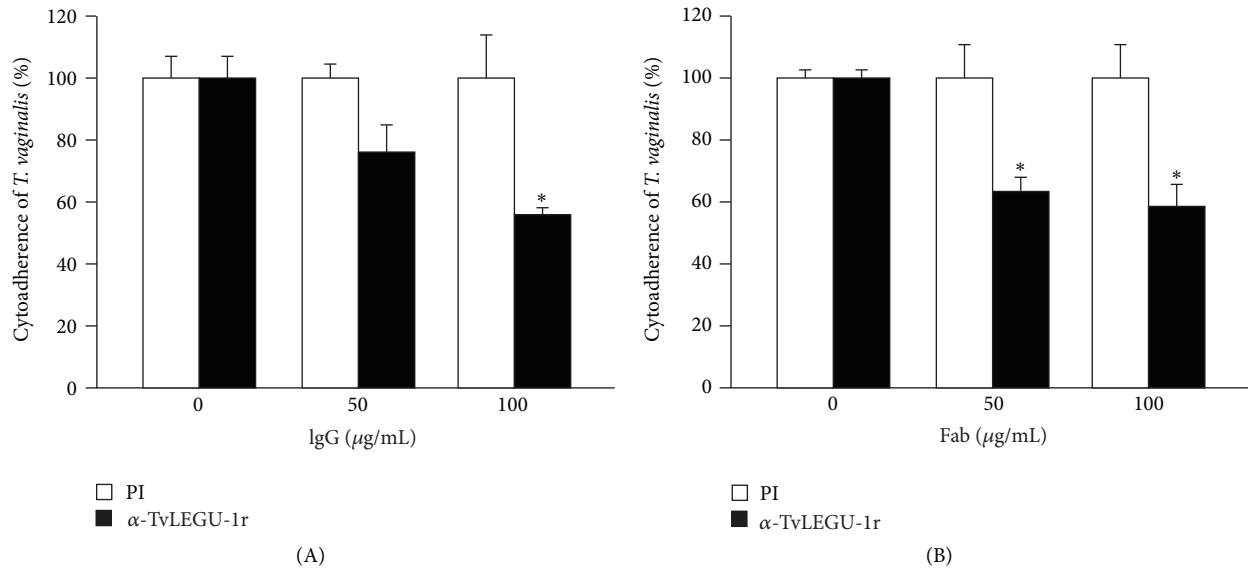 120
100
80
60
40
20
0
Cytoadherence of T. vaginalis (%)
*
0
50
100
lgG (μg/mL)
PI
α-TvLEGU-1r
(A)
120
100
80
60
40
20
0
Cytoadherence of T. vaginalis (%)
*
*
0
50
100
Fab (μg/mL)
PI
α-TvLEGU-1r
(B)